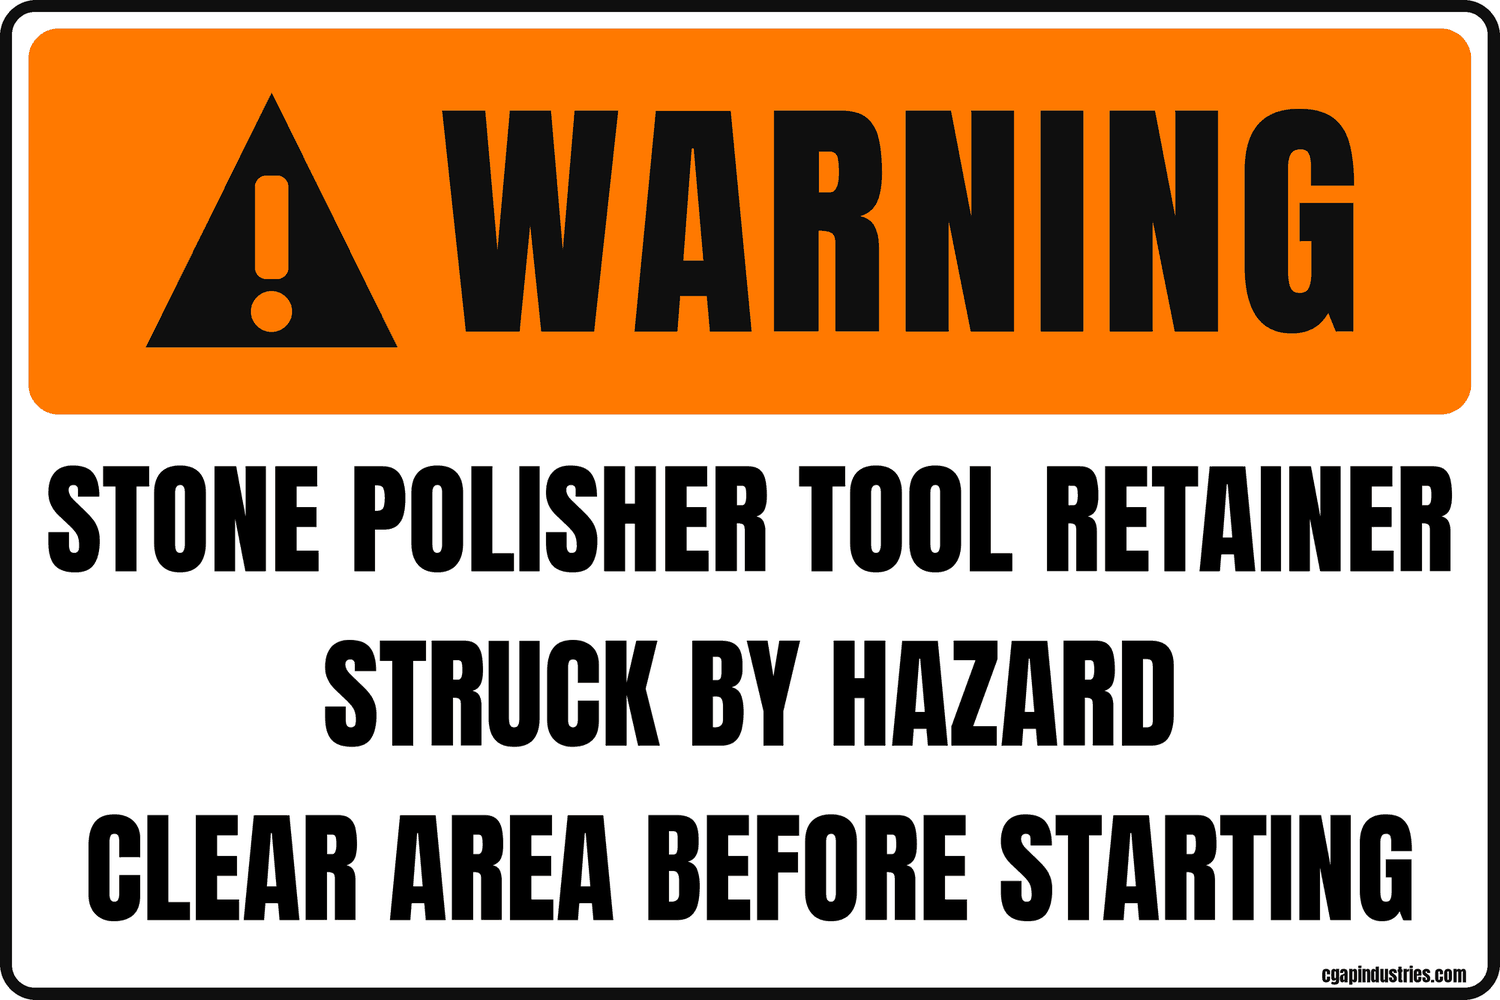 WARNING
STONE POLISHER TOOL RETAINER
STRUCK BY HAZARD
CLEAR AREA BEFORE STARTING
cgapindustries.com